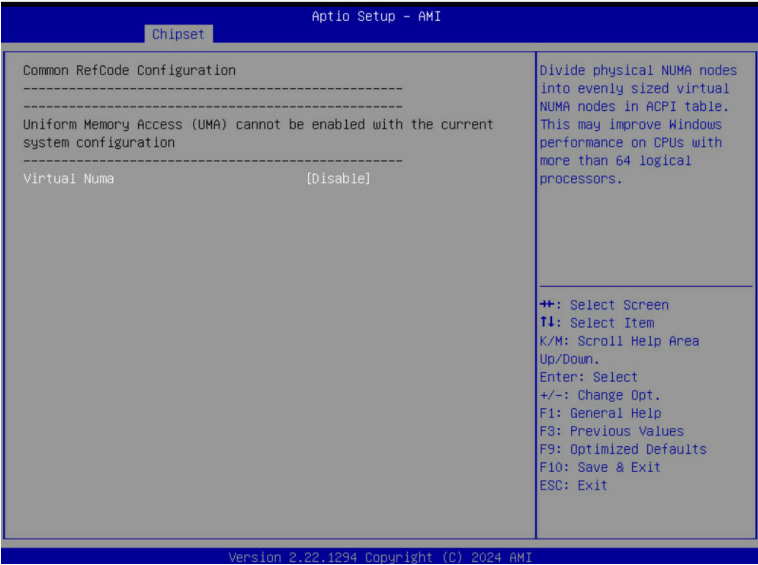 Aptio Setup – AMI
Chipset
Common RefCode Configuration
--------------------------------------------------
--------------------------------------------------
Uniform Memory Access (UMA) cannot be enabled with the current
system configuration
--------------------------------------------------
Virtual Numa [Disable]
Divide physical NUMA nodes
into evenly sized virtual
NUMA nodes in ACPI table.
This may improve Windows
performance on CPUs with
more than 64 logical
processors.
→←: Select Screen
↑↓: Select Item
K/M: Scroll Help Area
Up/Down.
Enter: Select
+/-: Change Opt.
F1: General Help
F3: Previous Values
F9: Optimized Defaults
F10: Save & Exit
ESC: Exit
Version 2.22.1294 Copyright (C) 2024 AMI